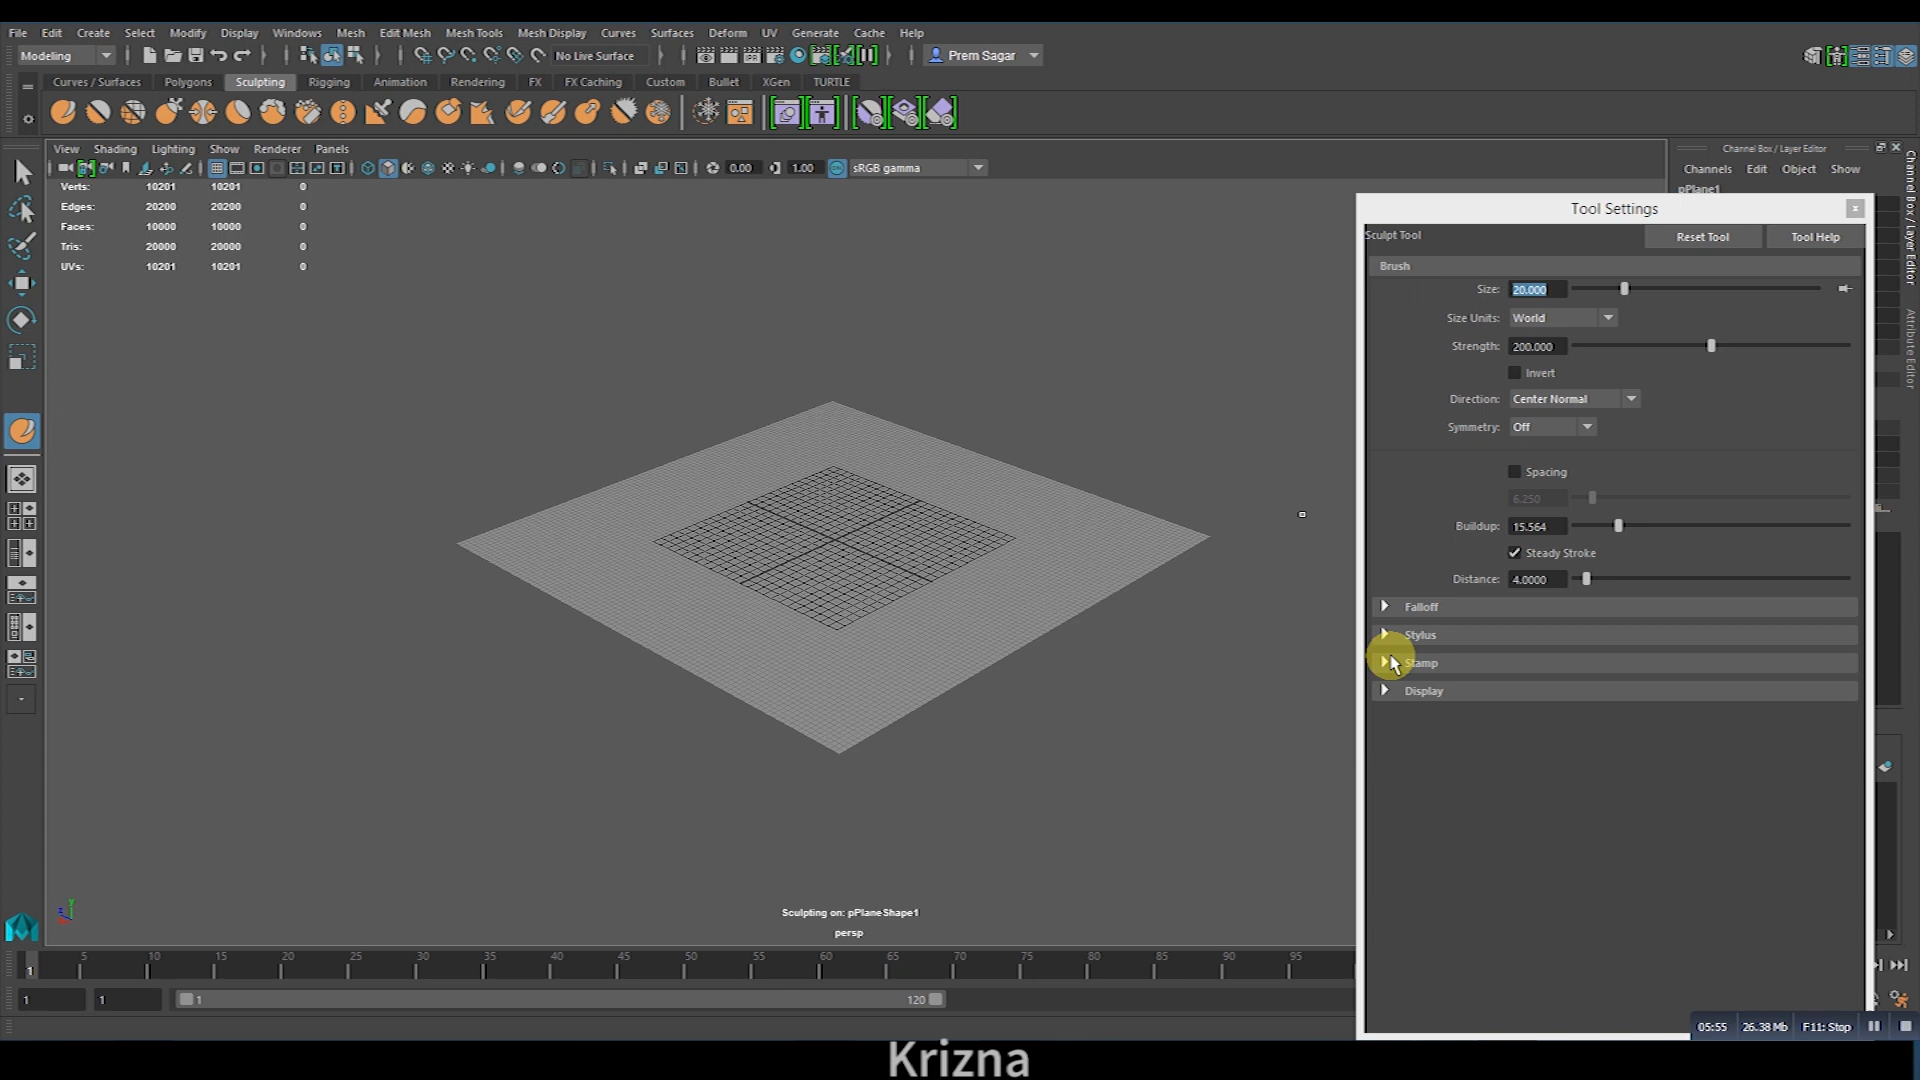 File Edit Create Select Modify Display Windows Mesh Edit Mesh Mesh Tools Mesh Display Curves Surfaces Deform UV Generate Cache Help
Modeling No Live Surface Prem Sagar
Curves / Surfaces Polygons Sculpting Rigging Animation Rendering FX FX Caching Custom Bullet XGen TURTLE
View Shading Lighting Show Renderer Panels
0.00 1.00 sRGB gamma
Verts: 10201 10201 0
Edges: 20200 20200 0
Faces: 10000 10000 0
Tris: 20000 20000 0
UVs: 10201 10201 0
Channel Box / Layer Editor
Channels Edit Object Show
pPlane1
Channel Box / Layer Editor
Attribute Editor
Tool Settings
Sculpt Tool Reset Tool Tool Help
Brush
Size: 20.000
Size Units: World
Strength: 200.000
Invert
Direction: Center Normal
Symmetry: Off
Spacing
6.250
Buildup: 15.564
Steady Stroke
Distance: 4.0000
Falloff
Stylus
Stamp
Display
Sculpting on: pPlaneShape1
persp
5 10 15 20 25 30 35 40 45 50 55 60 65 70 75 80 85 90 95
1
1 1 1 120
05:55 26.38 Mb F11: Stop
Krizna